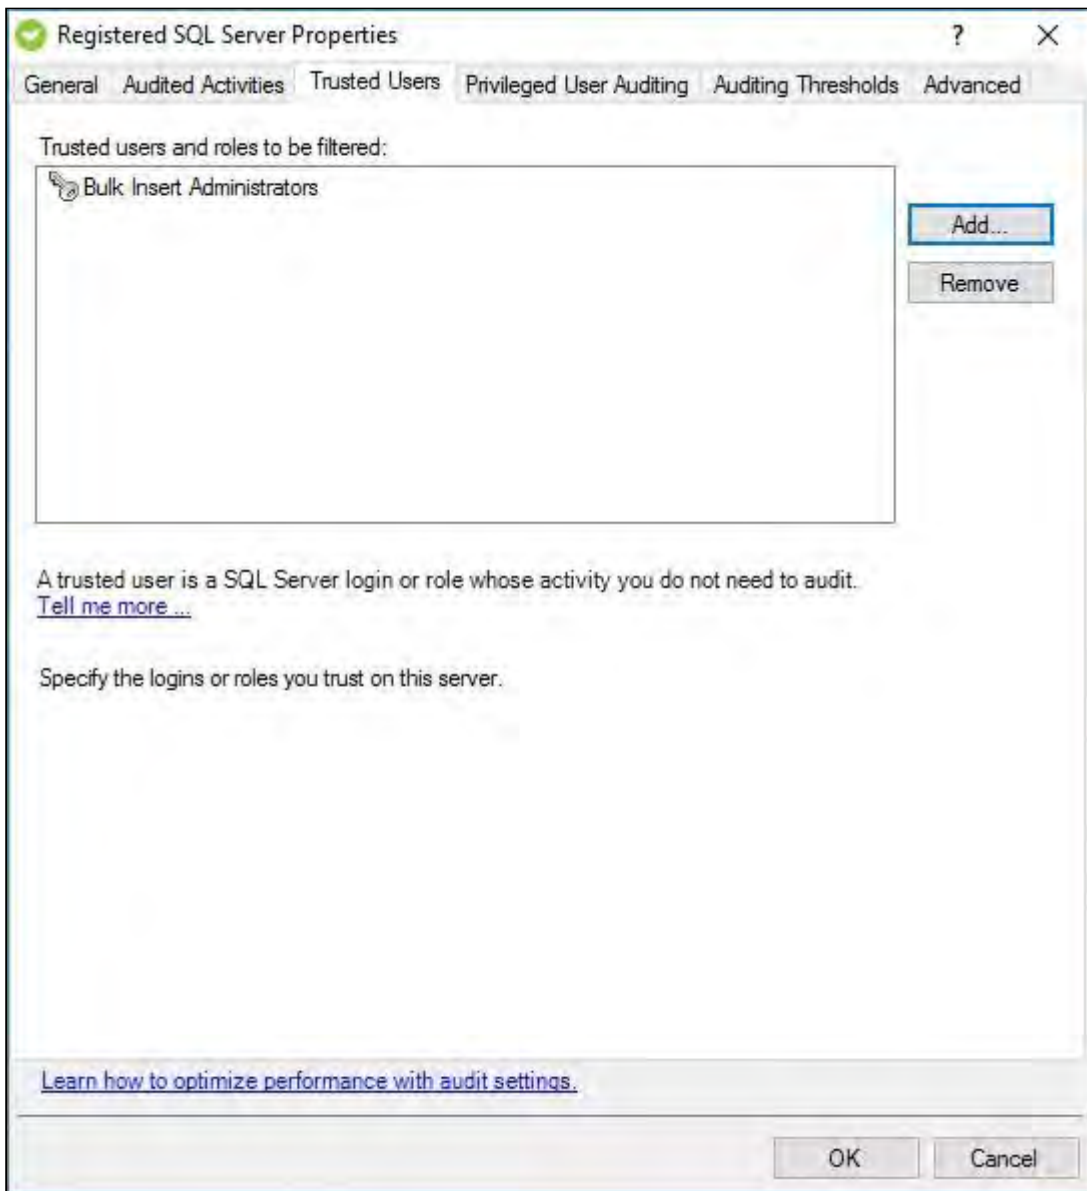 Registered SQL Server Properties ?
General Audited Activities Trusted Users Privileged User Auditing Auditing Thresholds Advanced
Trusted users and roles to be filtered:
Bulk Insert Administrators
Add...
Remove
A trusted user is a SQL Server login or role whose activity you do not need to audit.
Tell me more ...
Specify the logins or roles you trust on this server.
Learn how to optimize performance with audit settings.
OK Cancel